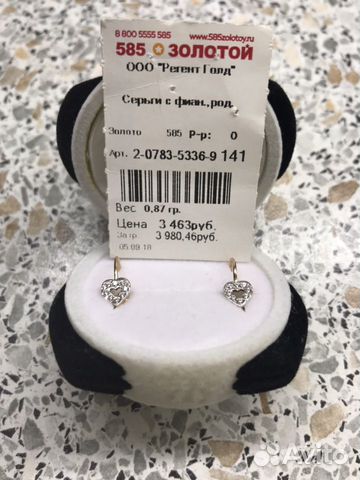 8 800 5555 585 www.585zolotoy.ru
585 ЗОЛОТОЙ
ООО "Регент Голд"
Серьги с фиан.,род.
Золото 585 Р-р: 0
Арт. 2-0783-5336-9 141
Вес 0,87 гр.
Цена 3 463руб.
За гр. 3 980,46руб.
05.09.18
Avito